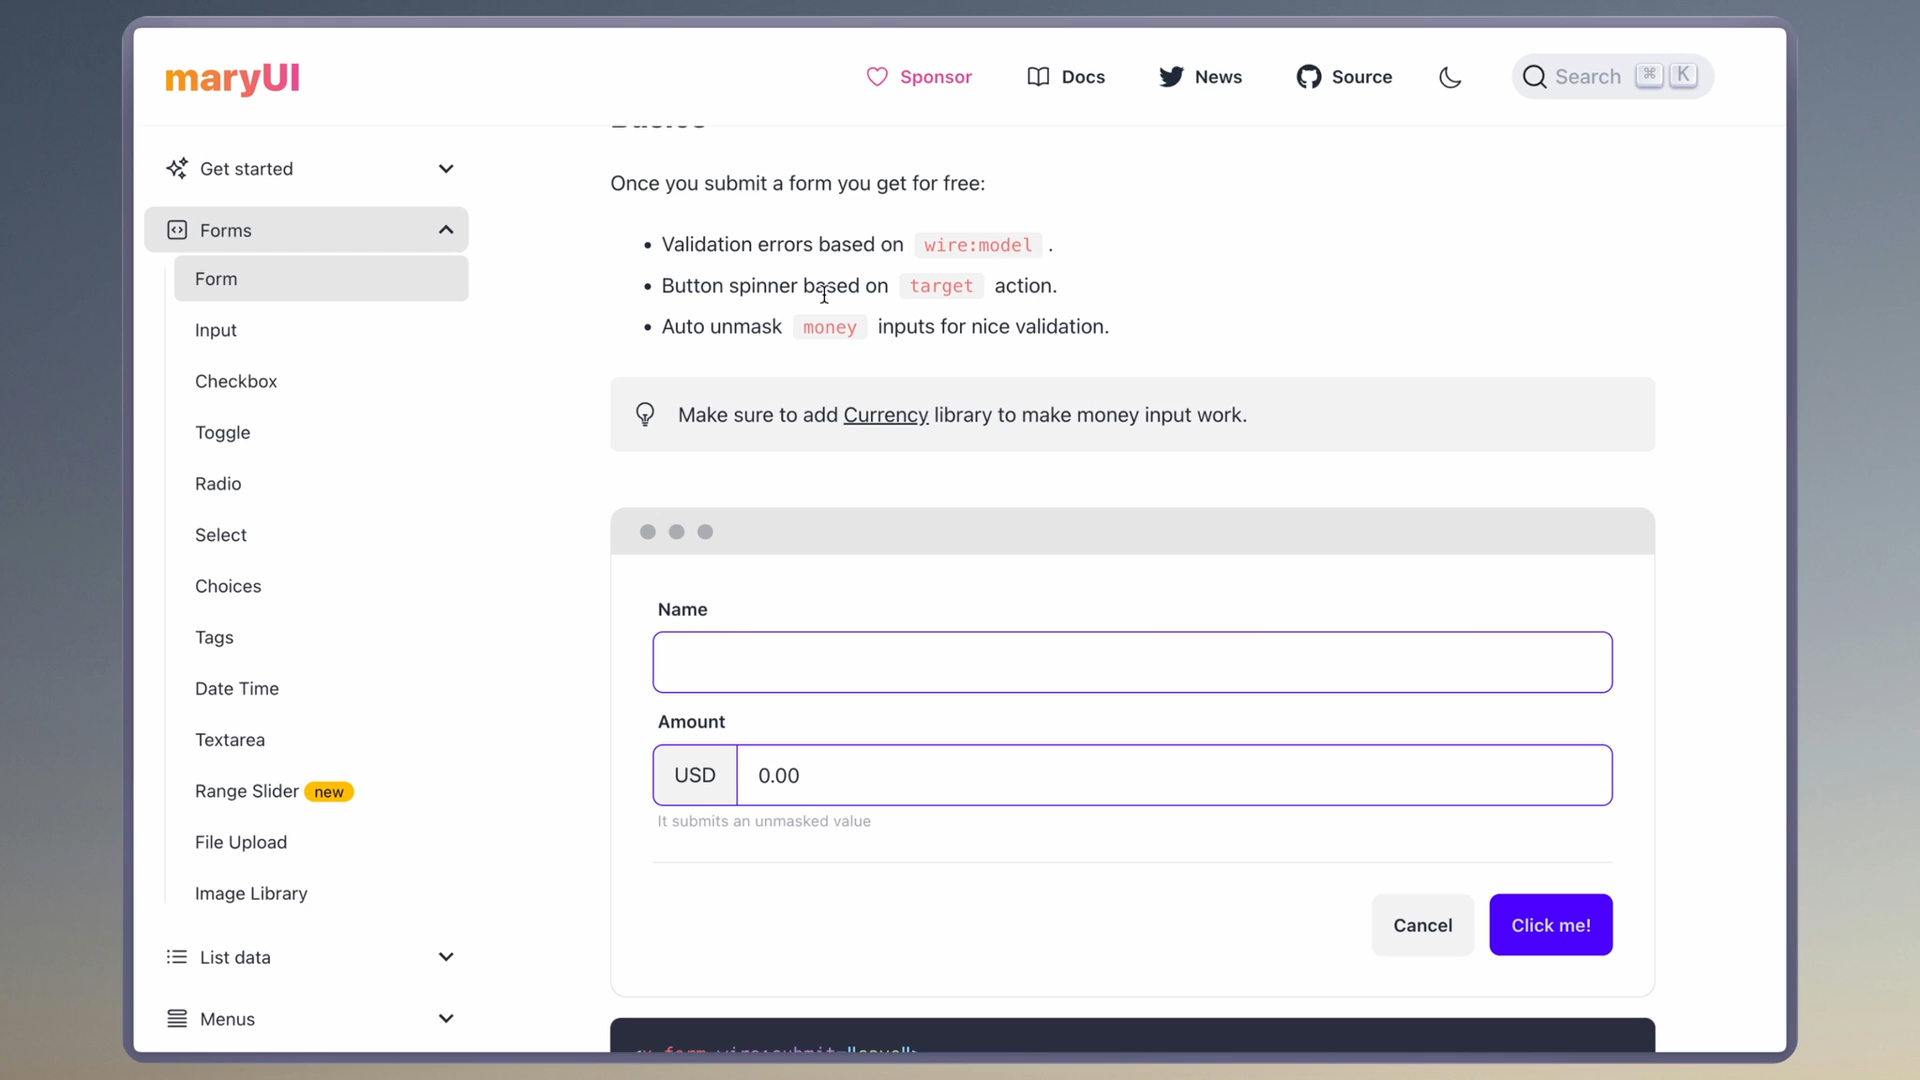 maryUI
Sponsor
Docs
News
Source
Search ⌘ K
Get started
Forms
Form
Input
Checkbox
Toggle
Radio
Select
Choices
Tags
Date Time
Textarea
Range Slider new
File Upload
Image Library
List data
Menus
Once you submit a form you get for free:
• Validation errors based on wire:model .
• Button spinner based on target action.
• Auto unmask money inputs for nice validation.
Make sure to add Currency library to make money input work.
Name
Amount
USD 0.00
It submits an unmasked value
Cancel
Click me!